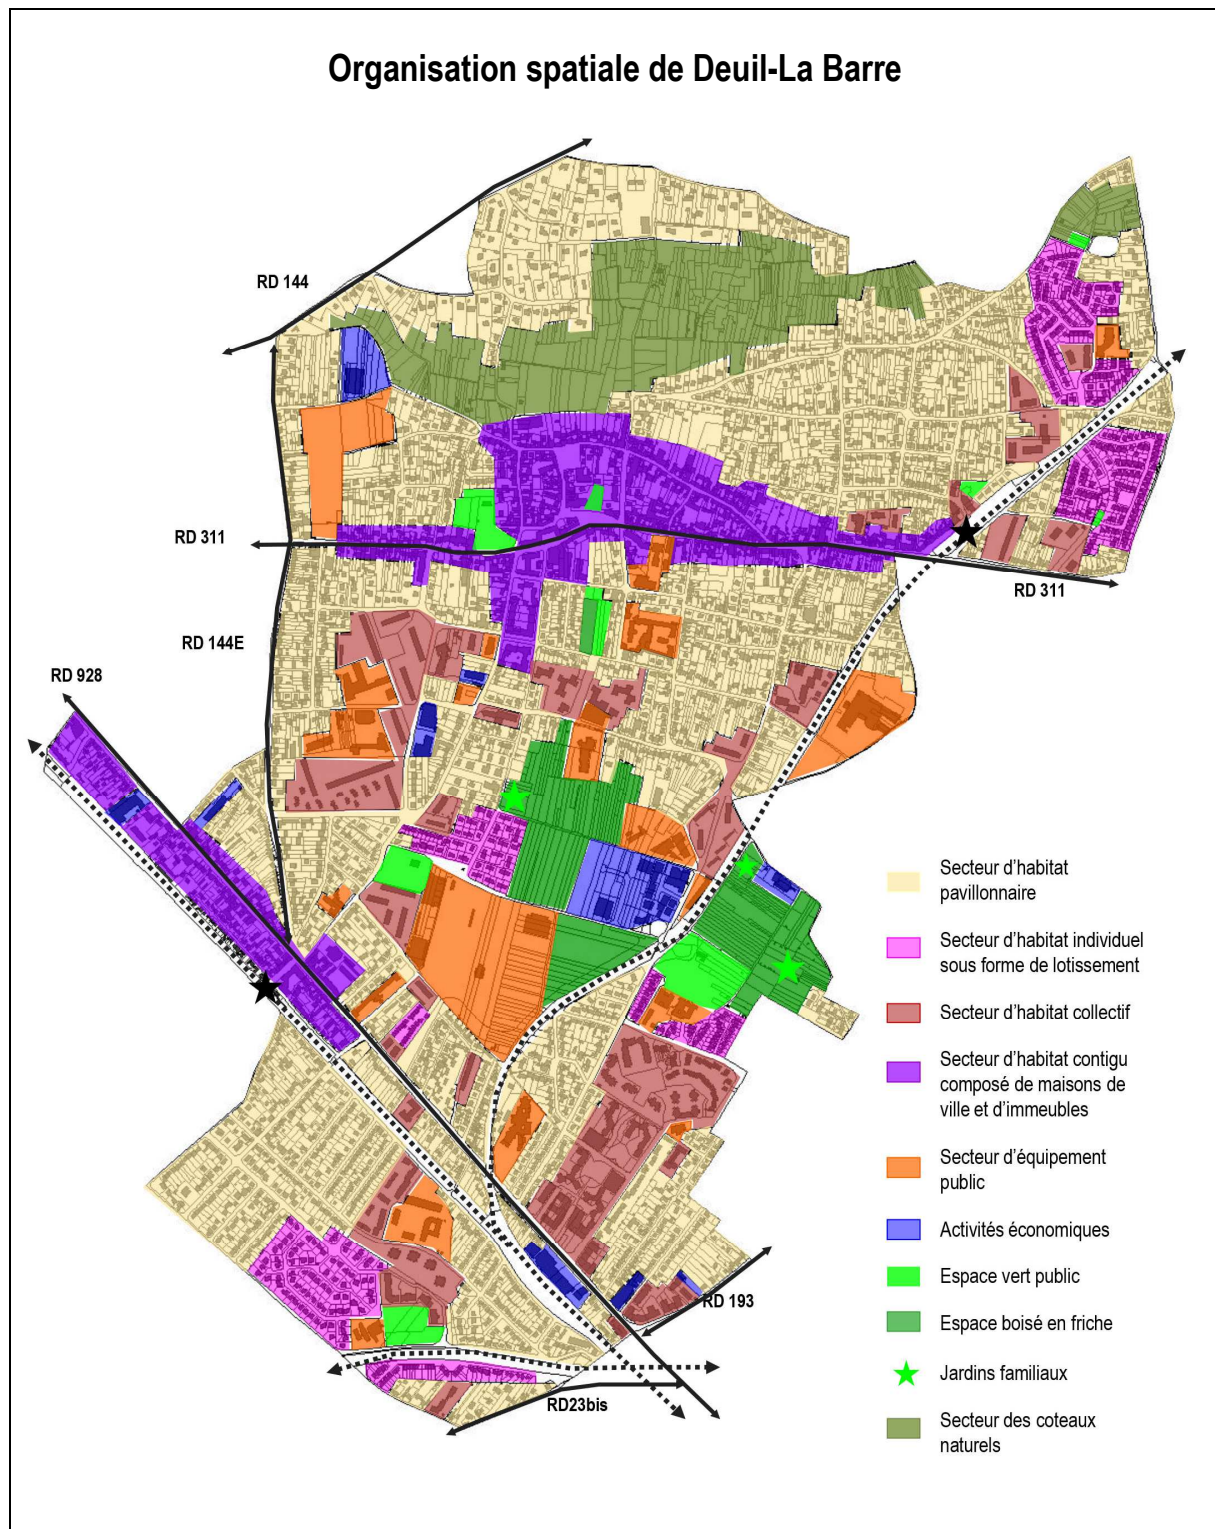 Organisation spatiale de Deuil-La Barre
RD 144
RD 311
RD 311
RD 144E
RD 928
RD 193
RD23bis
Secteur d'habitat
pavillonnaire
Secteur d'habitat individuel
sous forme de lotissement
Secteur d'habitat collectif
Secteur d'habitat contigu
composé de maisons de
ville et d'immeubles
Secteur d'équipement
public
Activités économiques
Espace vert public
Espace boisé en friche
Jardins familiaux
Secteur des coteaux
naturels